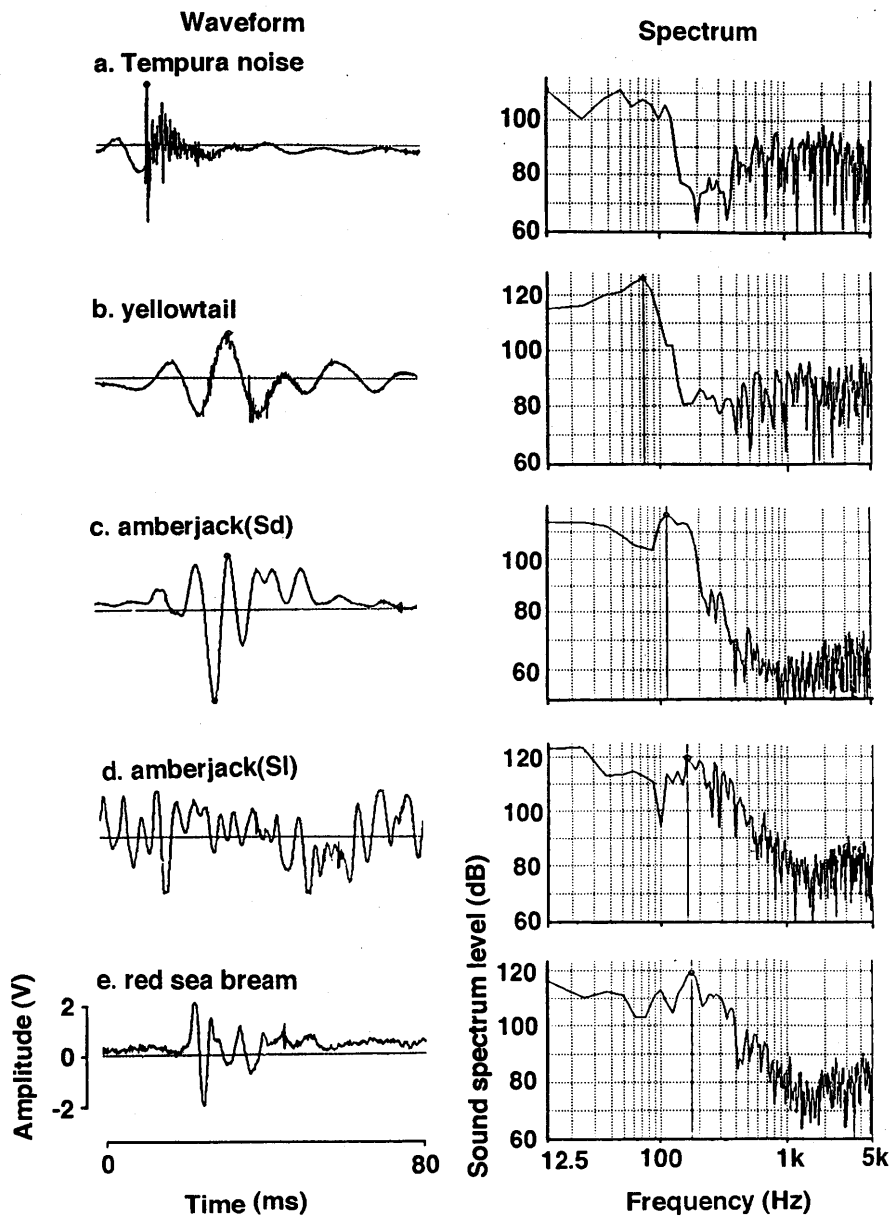 Waveform
Spectrum
a. Tempura noise
100
80
60
b. yellowtail
120
100
80
60
c. amberjack(Sd)
100
80
60
d. amberjack(Sl)
120
100
80
60
e. red sea bream
120
100
80
60
Amplitude (V)
2
0
-2
0
80
Time (ms)
Sound spectrum level (dB)
12.5
100
1k
5k
Frequency (Hz)